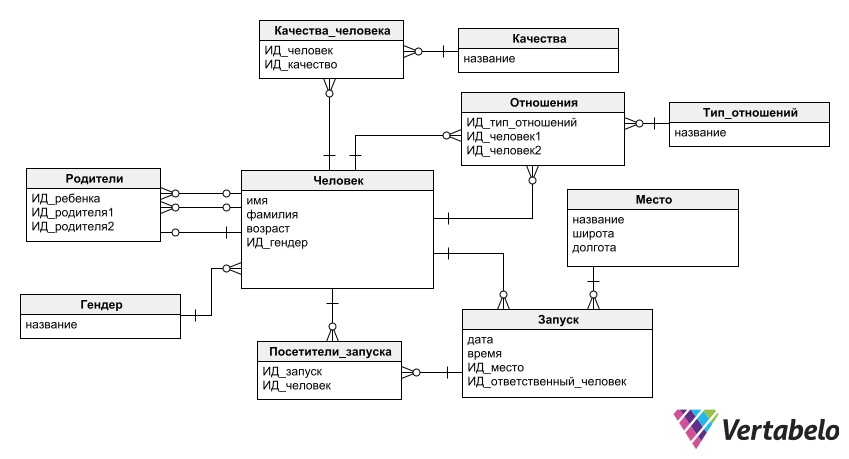 Качества_человека
ИД_человек
ИД_качество
Качества
название
Отношения
ИД_тип_отношений
ИД_человек1
ИД_человек2
Тип_отношений
название
Родители
ИД_ребенка
ИД_родителя1
ИД_родителя2
Человек
имя
фамилия
возраст
ИД_гендер
Место
название
широта
долгота
Гендер
название
Посетители_запуска
ИД_запуск
ИД_человек
Запуск
дата
время
ИД_место
ИД_ответственный_человек
Vertabelo